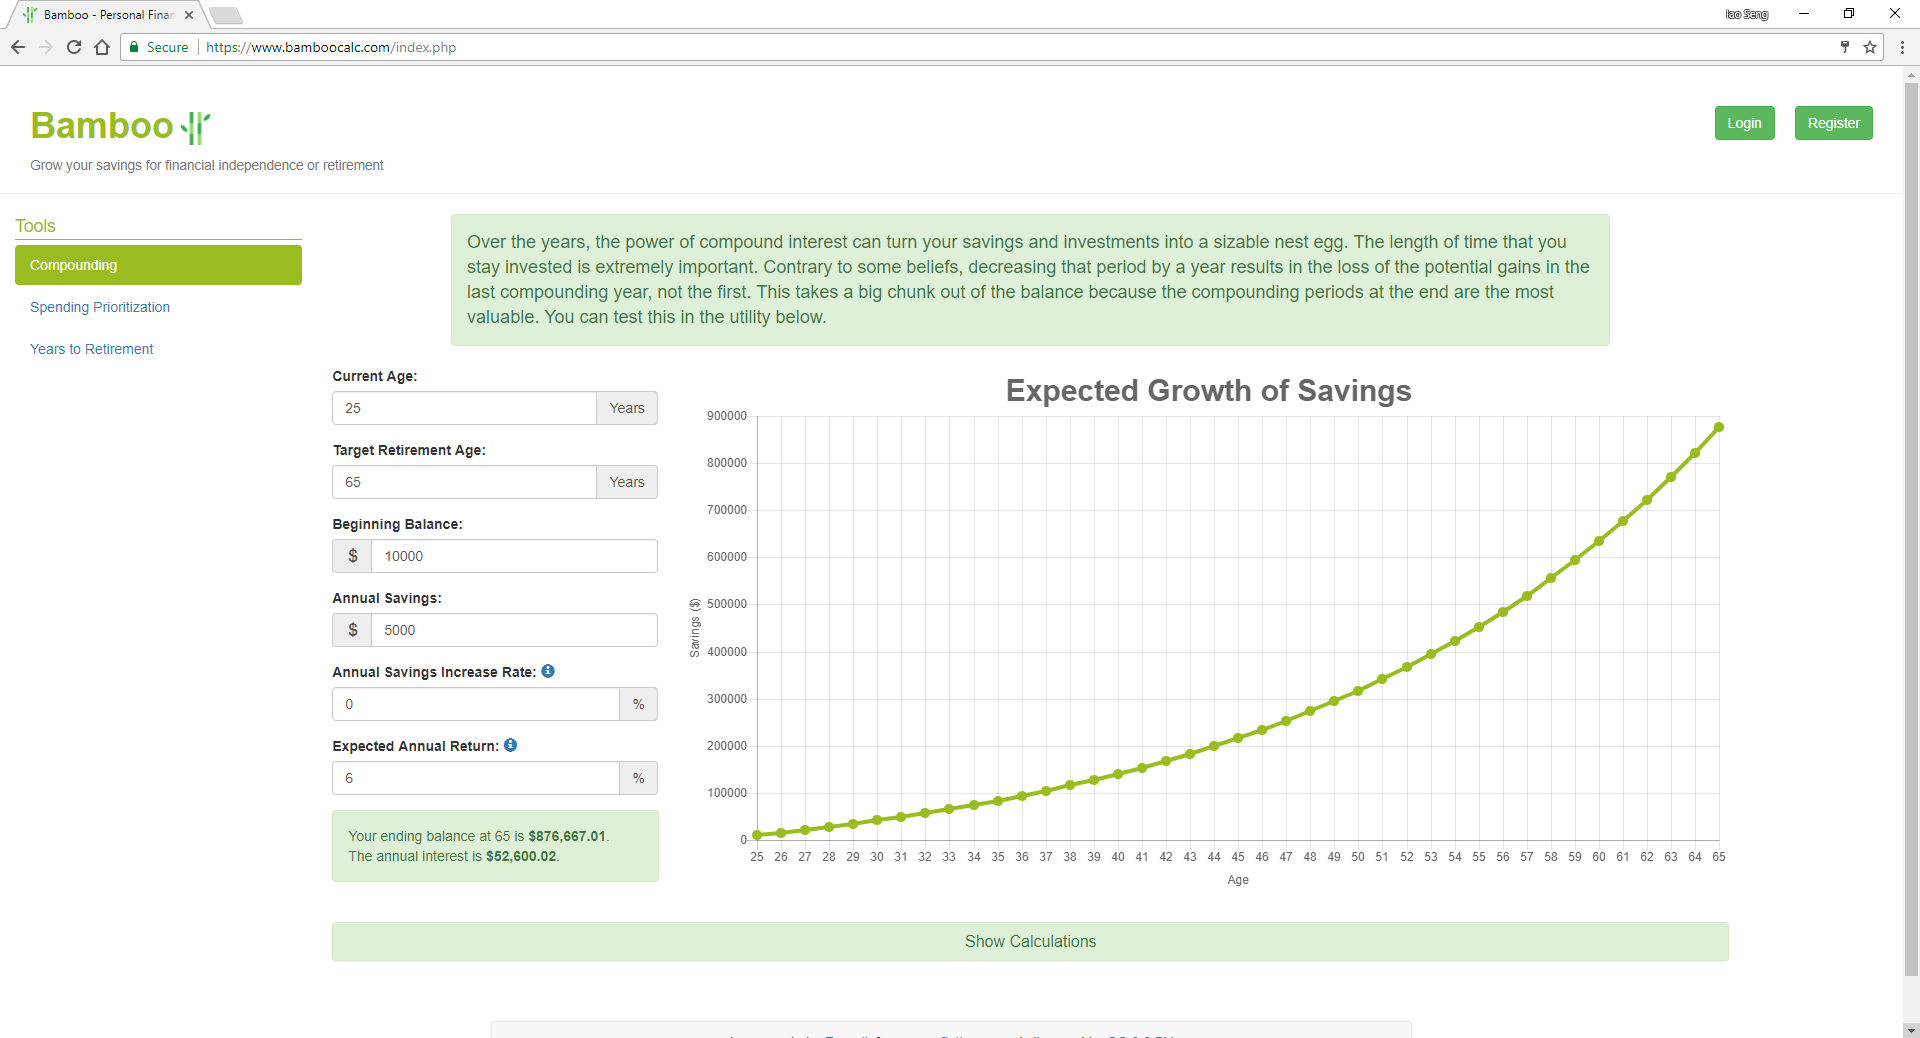 Bamboo - Personal Finan
Iao Seng
Secure
https://www.bamboocalc.com/index.php
Bamboo
Grow your savings for financial independence or retirement
Login
Register
Tools
Compounding
Spending Prioritization
Years to Retirement
Over the years, the power of compound interest can turn your savings and investments into a sizable nest egg. The length of time that you
stay invested is extremely important. Contrary to some beliefs, decreasing that period by a year results in the loss of the potential gains in the
last compounding year, not the first. This takes a big chunk out of the balance because the compounding periods at the end are the most
valuable. You can test this in the utility below.
Current Age:
25 Years
Target Retirement Age:
65 Years
Beginning Balance:
$ 10000
Annual Savings:
$ 5000
Annual Savings Increase Rate:
0 %
Expected Annual Return:
6 %
Your ending balance at 65 is $876,667.01.
The annual interest is $52,600.02.
Expected Growth of Savings
900000
800000
700000
600000
500000
400000
300000
200000
100000
0
Savings ($)
25 26 27 28 29 30 31 32 33 34 35 36 37 38 39 40 41 42 43 44 45 46 47 48 49 50 51 52 53 54 55 56 57 58 59 60 61 62 63 64 65
Age
Show Calculations